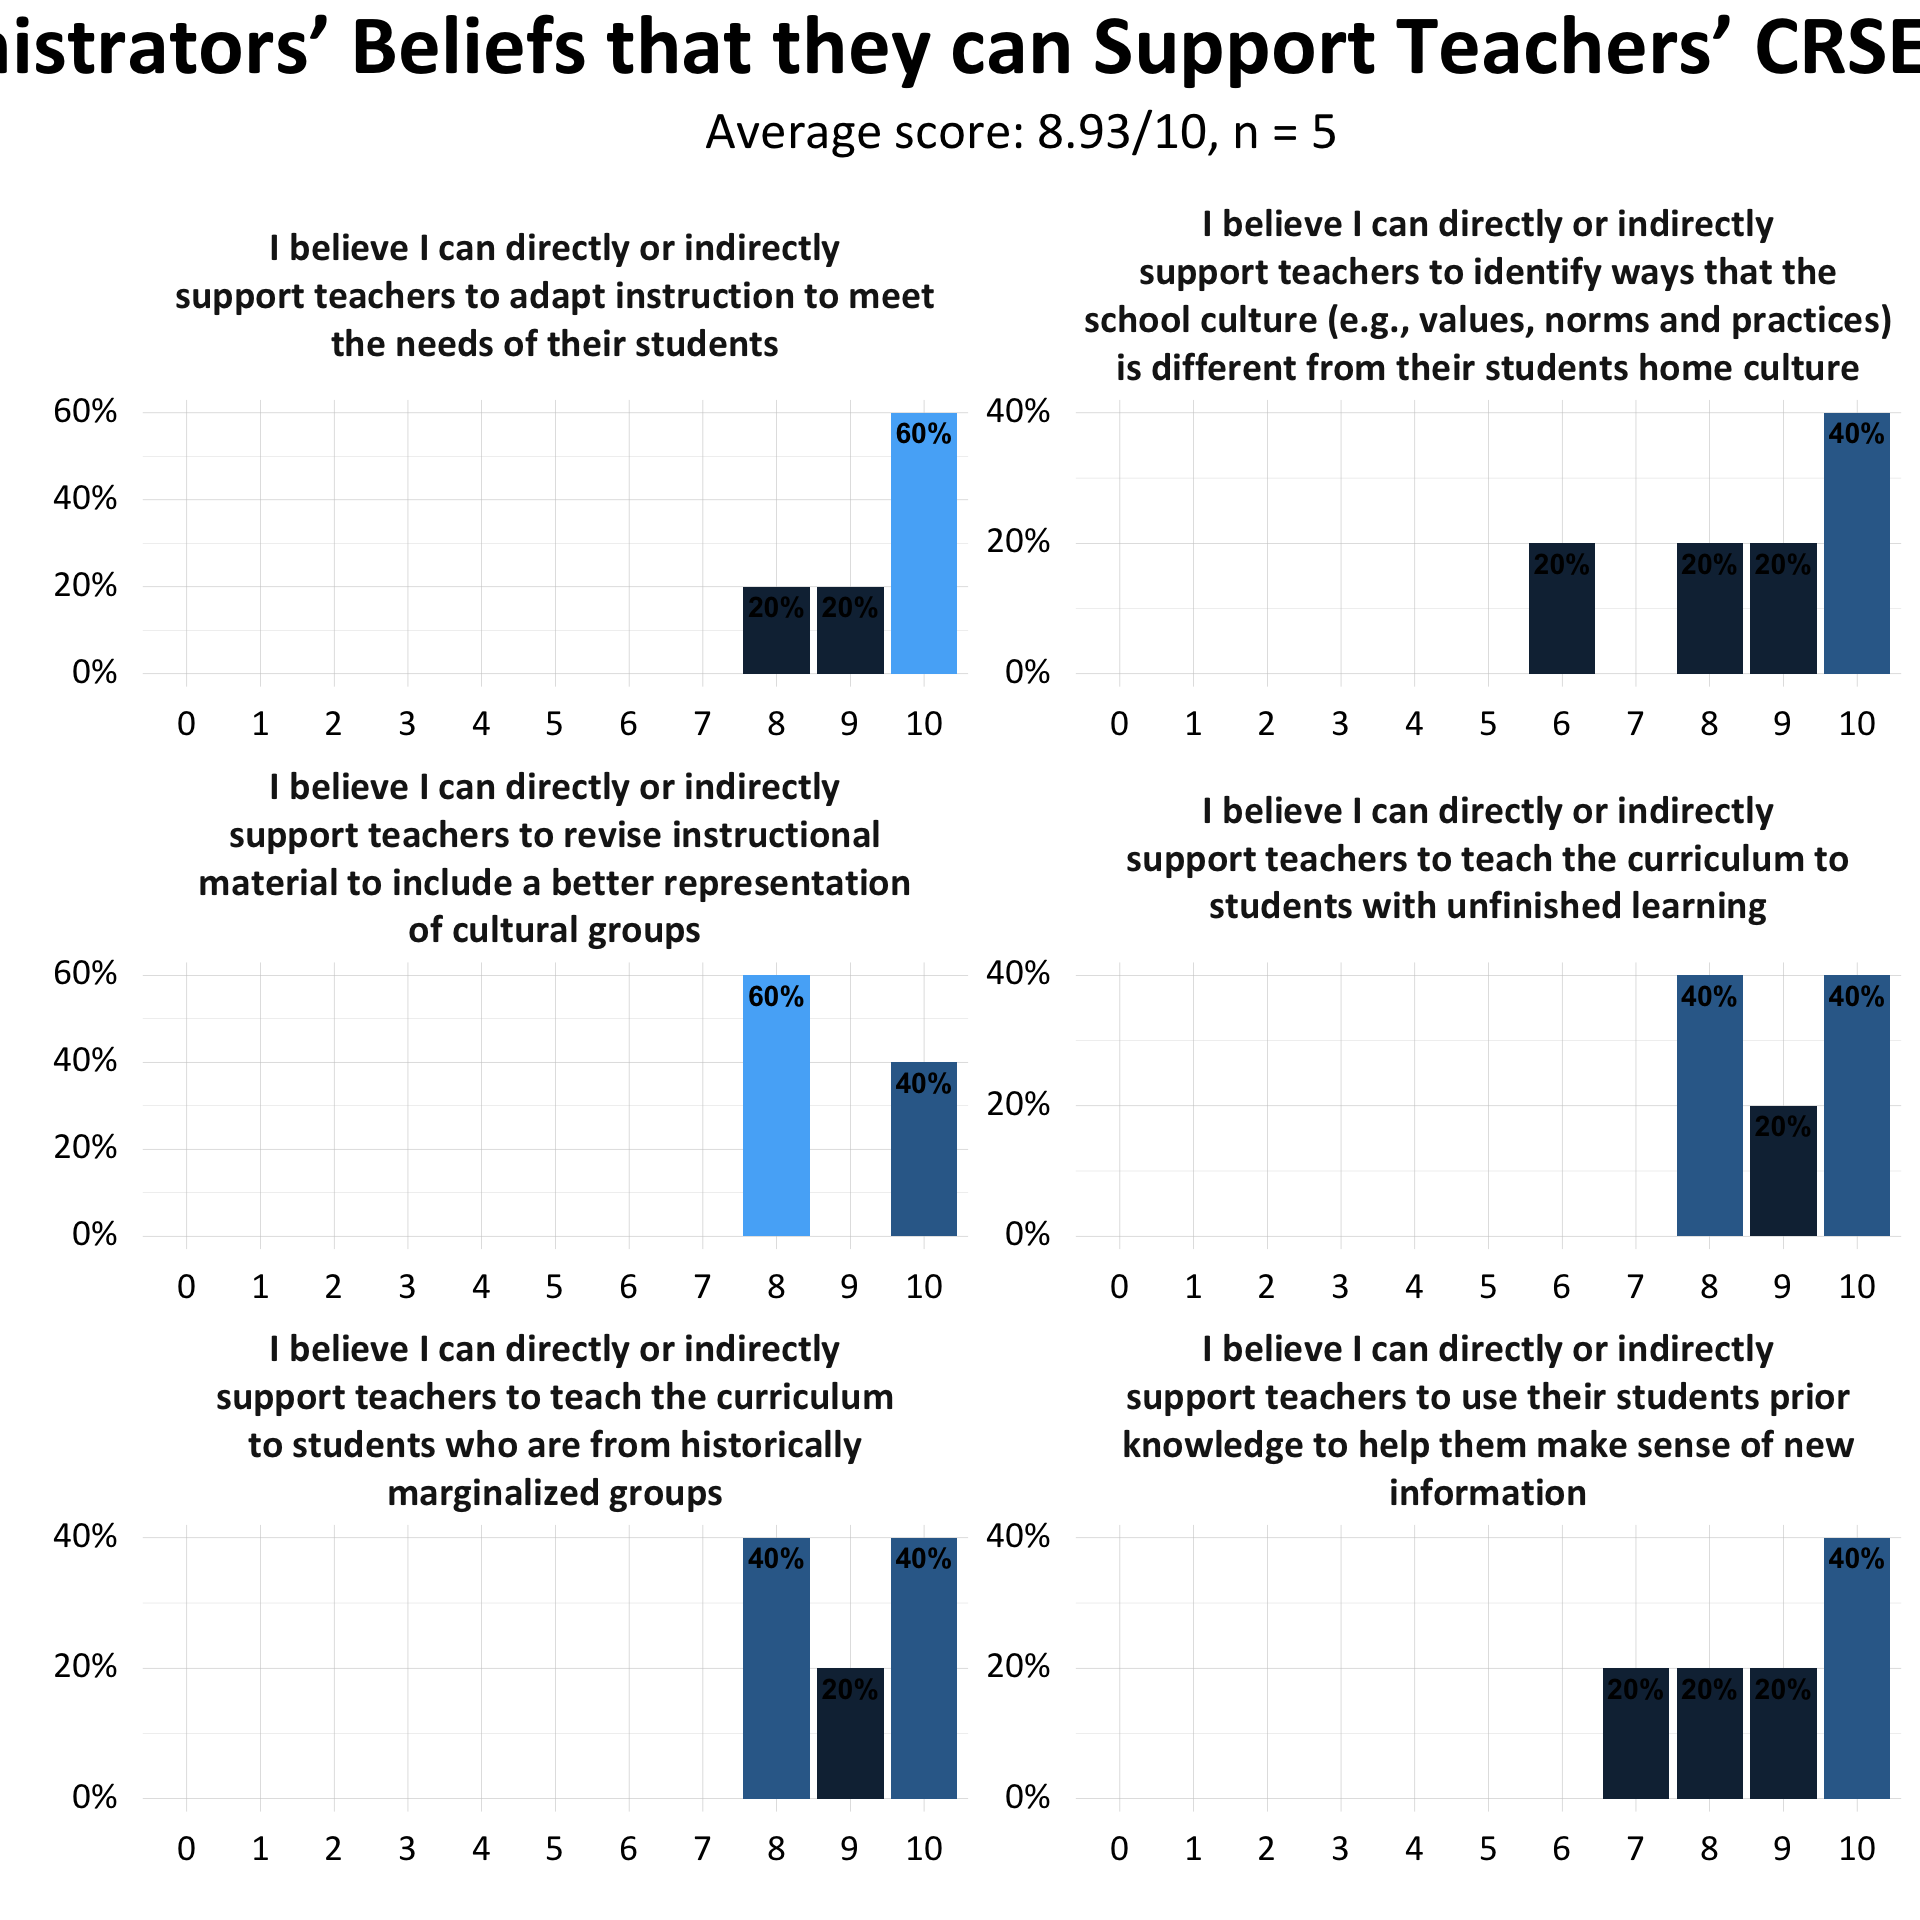 nistrators’ Beliefs that they can Support Teachers’ CRSE
Average score: 8.93/10, n = 5
I believe I can directly or indirectly
support teachers to adapt instruction to meet
the needs of their students
60%
40%
20%
0%
20%
20%
60%
0 1 2 3 4 5 6 7 8 9 10
I believe I can directly or indirectly
support teachers to identify ways that the
school culture (e.g., values, norms and practices)
is different from their students home culture
40%
20%
0%
20%
20%
20%
40%
0 1 2 3 4 5 6 7 8 9 10
I believe I can directly or indirectly
support teachers to revise instructional
material to include a better representation
of cultural groups
60%
40%
20%
0%
60%
40%
0 1 2 3 4 5 6 7 8 9 10
I believe I can directly or indirectly
support teachers to teach the curriculum to
students with unfinished learning
40%
20%
0%
40%
20%
40%
0 1 2 3 4 5 6 7 8 9 10
I believe I can directly or indirectly
support teachers to teach the curriculum
to students who are from historically
marginalized groups
40%
20%
0%
40%
20%
40%
0 1 2 3 4 5 6 7 8 9 10
I believe I can directly or indirectly
support teachers to use their students prior
knowledge to help them make sense of new
information
40%
20%
0%
20%
20%
20%
40%
0 1 2 3 4 5 6 7 8 9 10